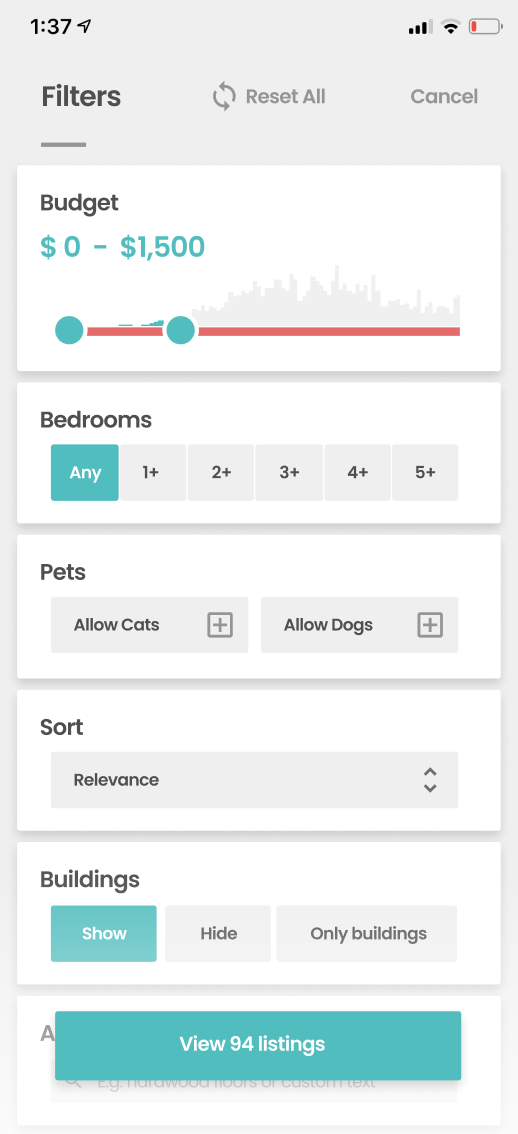 1:37
Filters Reset All Cancel
Budget
$ 0 - $1,500
Bedrooms
Any 1+ 2+ 3+ 4+ 5+
Pets
Allow Cats Allow Dogs
Sort
Relevance
Buildings
Show Hide Only buildings
A
View 94 listings
E.g. hardwood floors or custom text